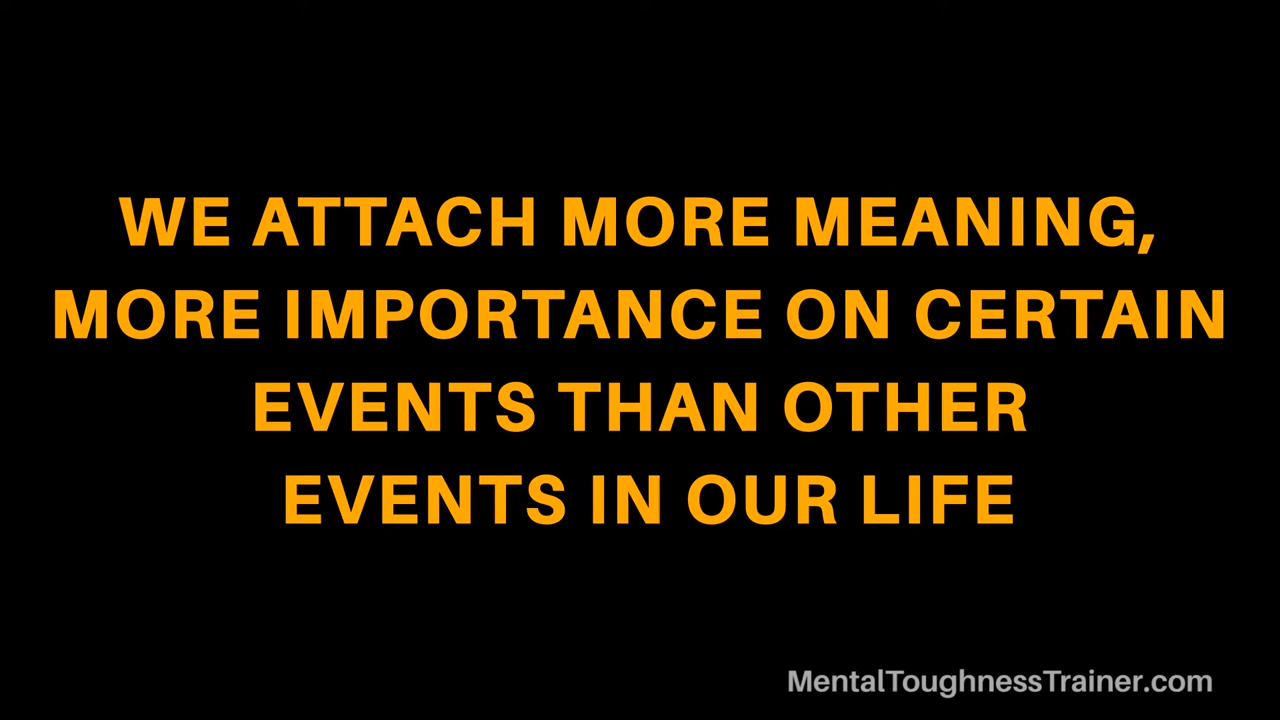 WE ATTACH MORE MEANING,
MORE IMPORTANCE ON CERTAIN
EVENTS THAN OTHER
EVENTS IN OUR LIFE
MentalToughnessTrainer.com